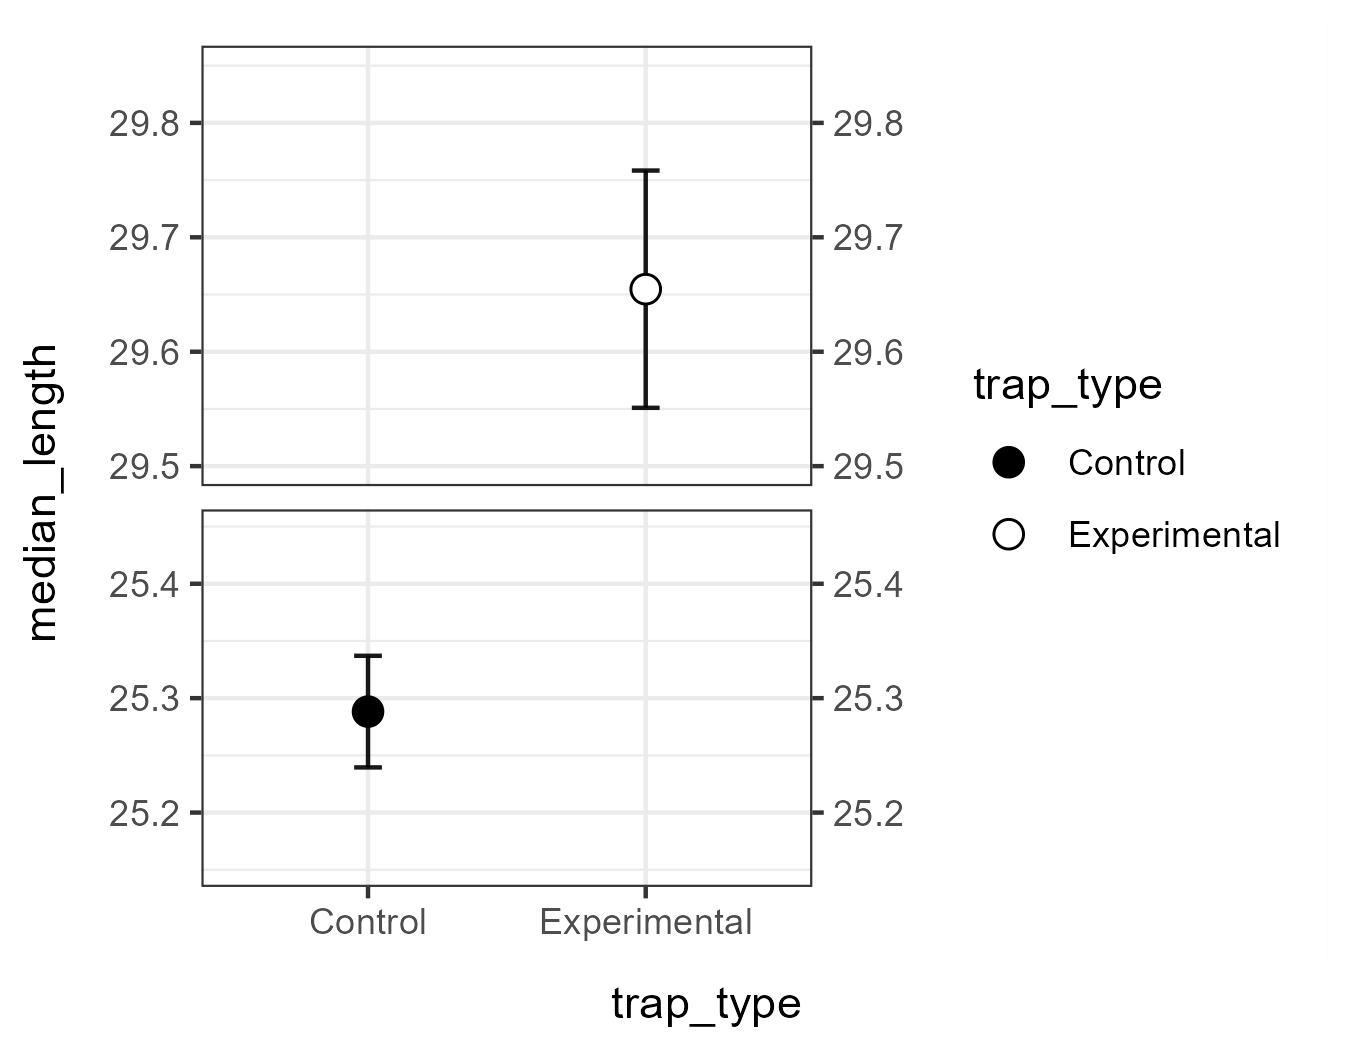 median_length
29.8
29.7
29.6
29.5
29.8
29.7
29.6
29.5
25.4
25.3
25.2
25.4
25.3
25.2
Control Experimental
trap_type
trap_type
Control
Experimental